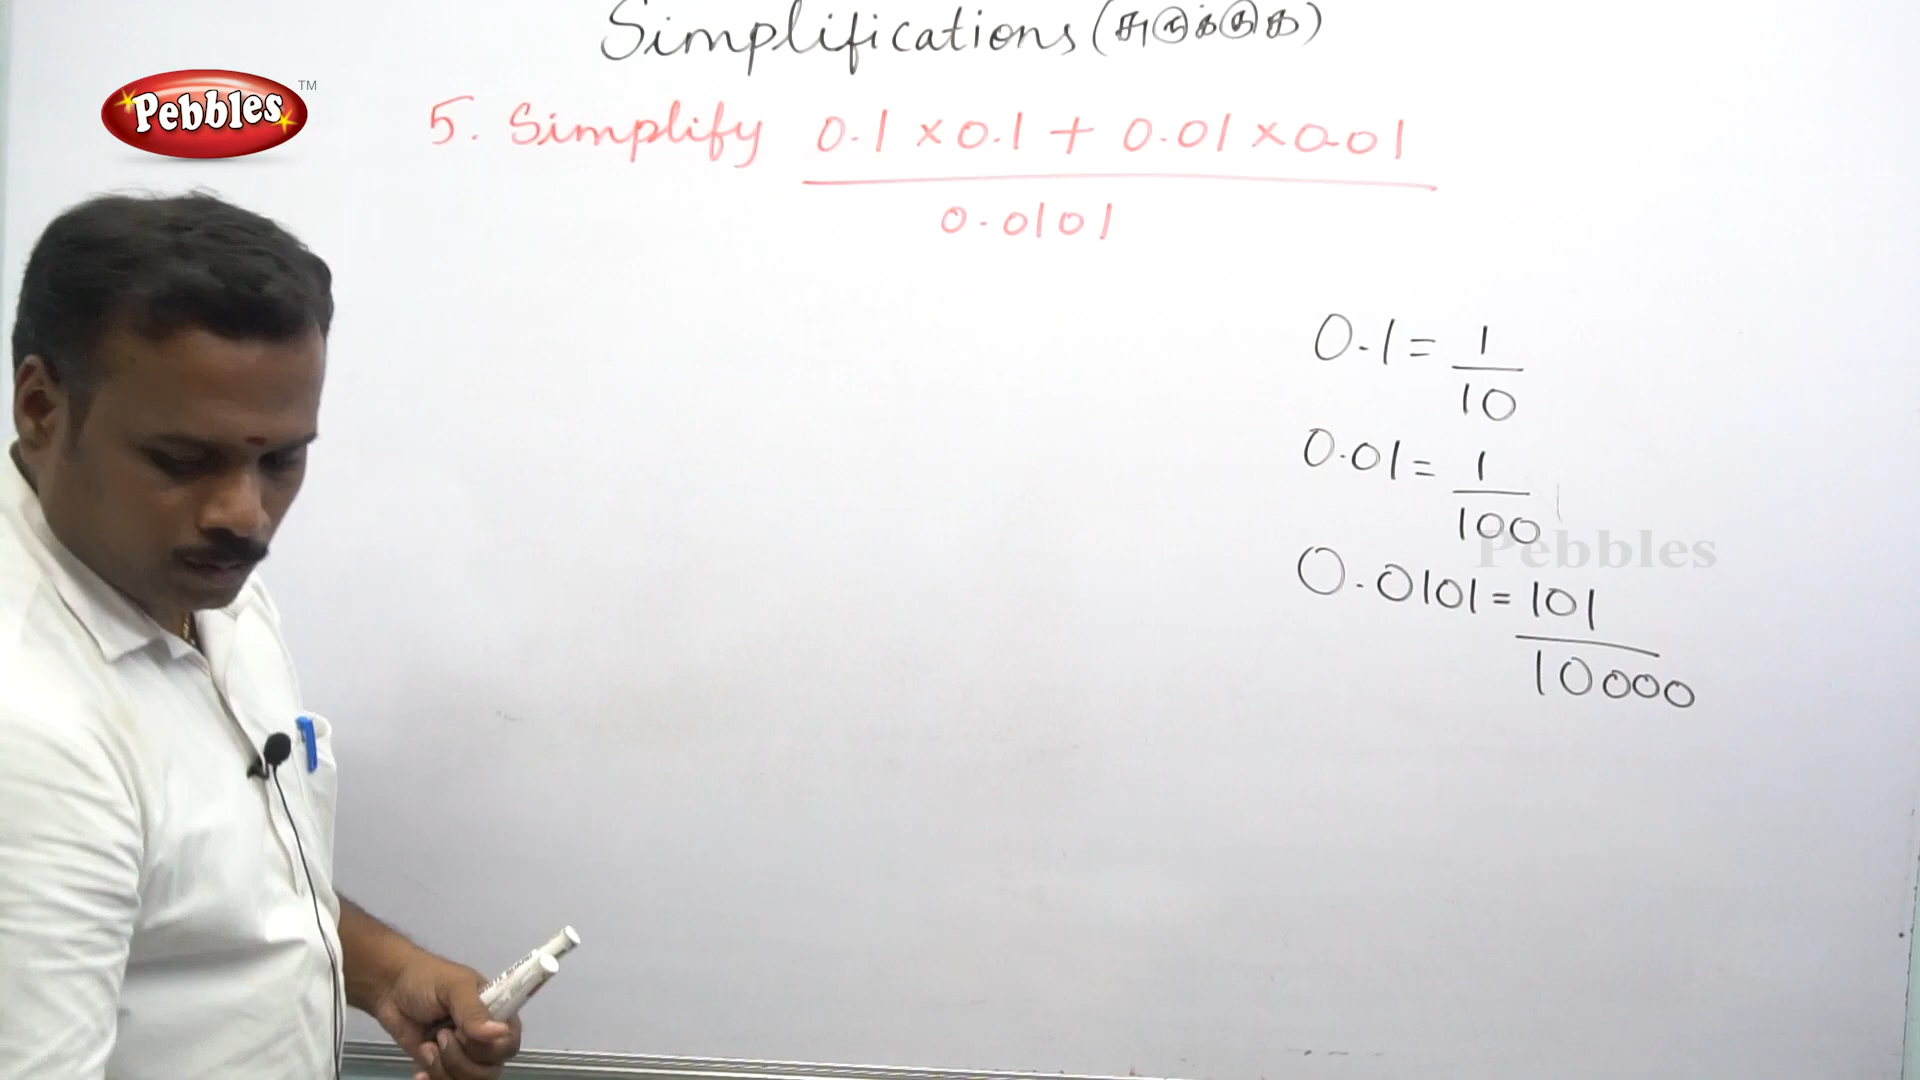 Simplifications (சுருக்குக)
Pebbles TM
5. Simplify 0.1 × 0.1 + 0.01 × 0.01
0.0101
0.1 = 1
10
0.01 = 1
100
Pebbles
0.0101 = 101
10000